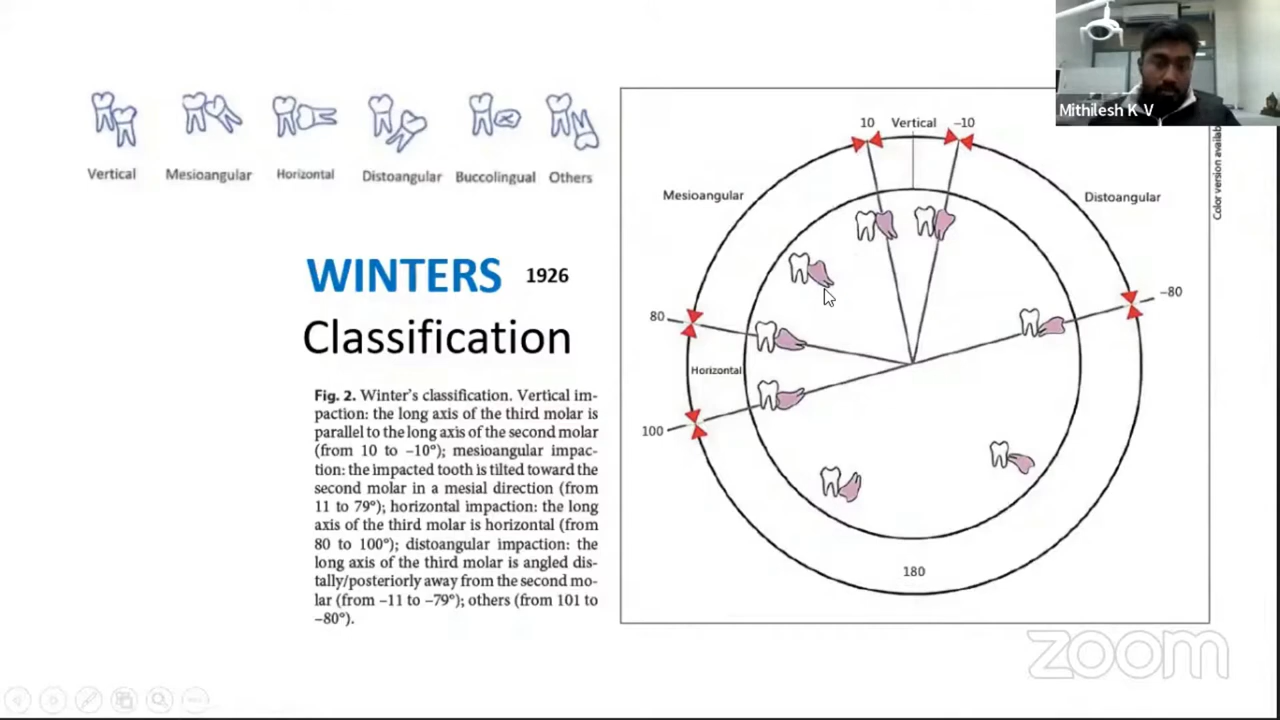 Mithilesh K V
Vertical
Mesioangular
Horizontal
Distoangular
Buccolingual
Others
WINTERS 1926
Classification
Fig. 2. Winter's classification. Vertical im-
paction: the long axis of the third molar is
parallel to the long axis of the second molar
(from 10 to –10°); mesioangular impac-
tion: the impacted tooth is tilted toward the
second molar in a mesial direction (from
11 to 79°); horizontal impaction: the long
axis of the third molar is horizontal (from
80 to 100°); distoangular impaction: the
long axis of the third molar is angled dis-
tally/posteriorly away from the second mo-
lar (from –11 to –79°); others (from 101 to
–80°).
10 Vertical –10
Mesioangular
Distoangular
–80
80
Horizontal
100
180
Color version
zoom